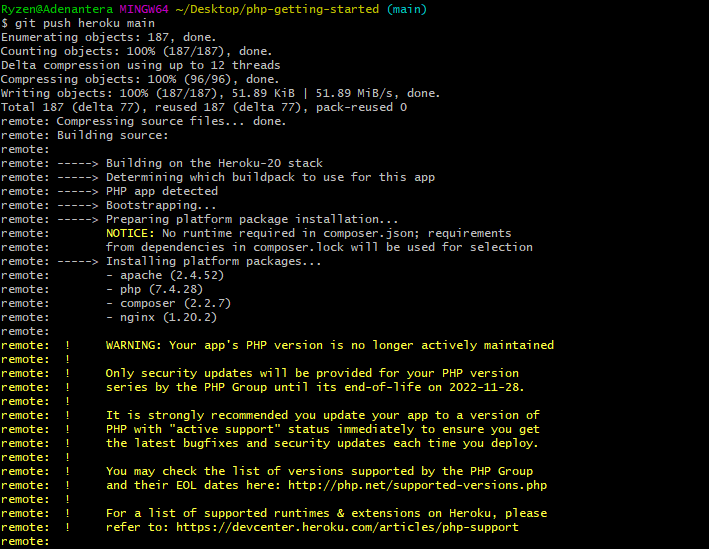 Ryzen@Adenantera MINGW64 ~/Desktop/php-getting-started (main)
$ git push heroku main
Enumerating objects: 187, done.
Counting objects: 100% (187/187), done.
Delta compression using up to 12 threads
Compressing objects: 100% (96/96), done.
Writing objects: 100% (187/187), 51.89 KiB | 51.89 MiB/s, done.
Total 187 (delta 77), reused 187 (delta 77), pack-reused 0
remote: Compressing source files... done.
remote: Building source:
remote:
remote: -----> Building on the Heroku-20 stack
remote: -----> Determining which buildpack to use for this app
remote: -----> PHP app detected
remote: -----> Bootstrapping...
remote: -----> Preparing platform package installation...
remote:        NOTICE: No runtime required in composer.json; requirements
remote:        from dependencies in composer.lock will be used for selection
remote: -----> Installing platform packages...
remote:        - apache (2.4.52)
remote:        - php (7.4.28)
remote:        - composer (2.2.7)
remote:        - nginx (1.20.2)
remote:
remote:  !     WARNING: Your app's PHP version is no longer actively maintained
remote:  !
remote:  !     Only security updates will be provided for your PHP version
remote:  !     series by the PHP Group until its end-of-life on 2022-11-28.
remote:  !
remote:  !     It is strongly recommended you update your app to a version of
remote:  !     PHP with "active support" status immediately to ensure you get
remote:  !     the latest bugfixes and security updates each time you deploy.
remote:  !
remote:  !     You may check the list of versions supported by the PHP Group
remote:  !     and their EOL dates here: http://php.net/supported-versions.php
remote:  !
remote:  !     For a list of supported runtimes & extensions on Heroku, please
remote:  !     refer to: https://devcenter.heroku.com/articles/php-support
remote: